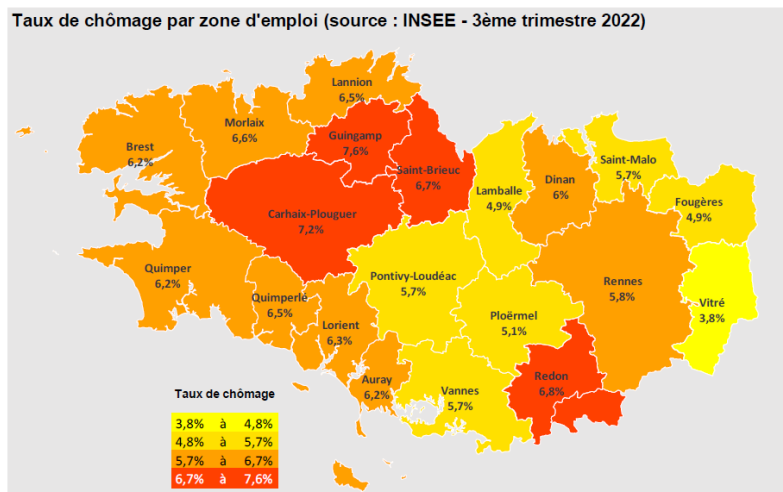 Taux de chômage par zone d'emploi (source : INSEE - 3ème trimestre 2022)
Lannion
6,5%
Morlaix
6,6%
Guingamp
7,6%
Brest
6,2%
Saint-Brieuc
6,7%
Saint-Malo
5,7%
Dinan
6%
Lamballe
4,9%
Fougères
4,9%
Carhaix-Plouguer
7,2%
Quimper
6,2%
Pontivy-Loudéac
5,7%
Rennes
5,8%
Quimperlé
6,5%
Ploërmel
5,1%
Vitré
3,8%
Lorient
6,3%
Auray
6,2%
Vannes
5,7%
Redon
6,8%
Taux de chômage
3,8% à 4,8%
4,8% à 5,7%
5,7% à 6,7%
6,7% à 7,6%